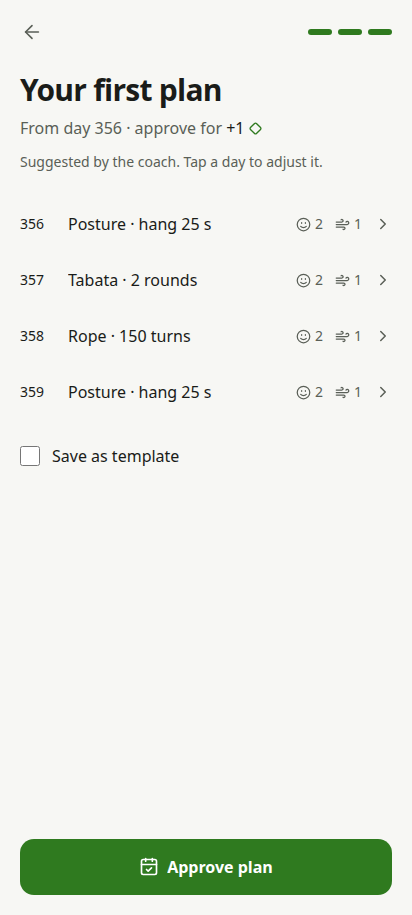 Your first plan
From day 356 · approve for +1
Suggested by the coach. Tap a day to adjust it.
356 Posture · hang 25 s 2 1
357 Tabata · 2 rounds 2 1
358 Rope · 150 turns 2 1
359 Posture · hang 25 s 2 1
Save as template
Approve plan